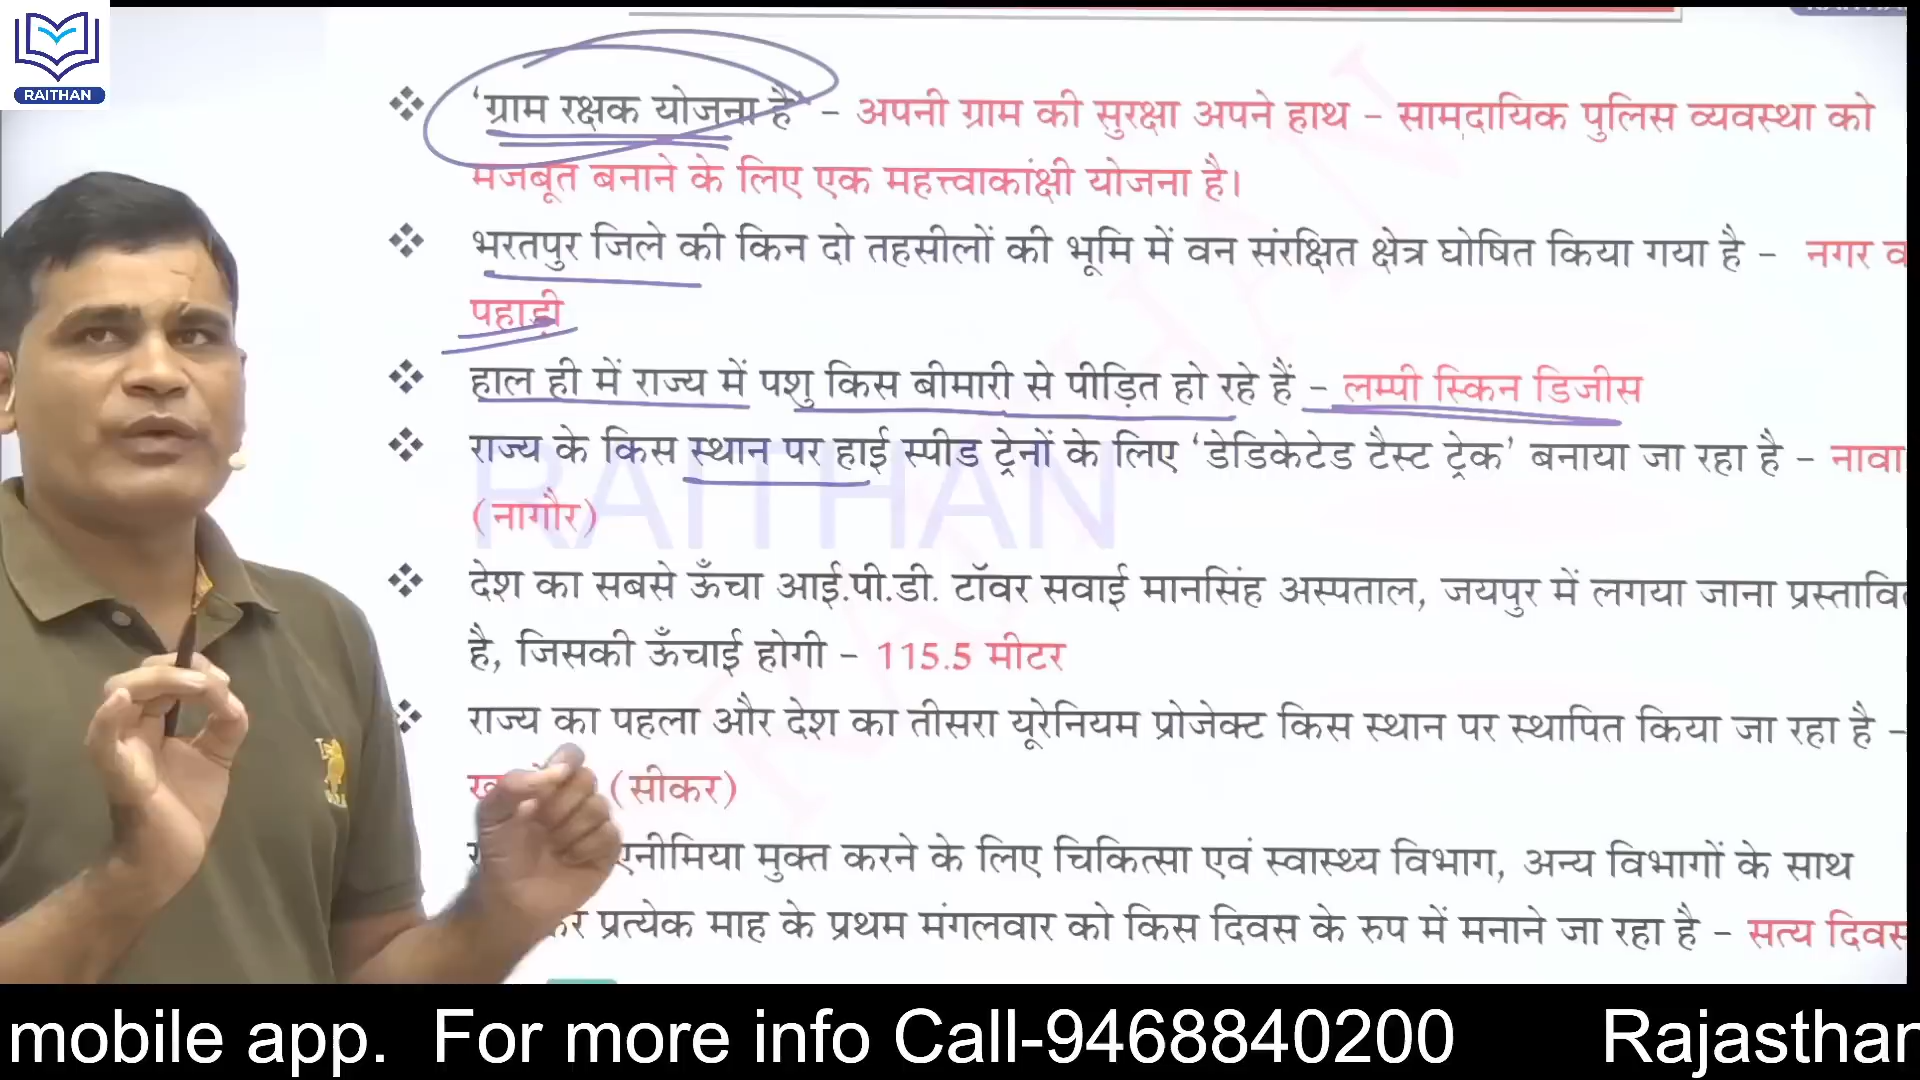 RAITHAN
‘ग्राम रक्षक योजना है’ – अपनी ग्राम की सुरक्षा अपने हाथ – सामुदायिक पुलिस व्यवस्था को
मजबूत बनाने के लिए एक महत्त्वाकांक्षी योजना है।
भरतपुर जिले की किन दो तहसीलों की भूमि में वन संरक्षित क्षेत्र घोषित किया गया है – नगर
पहाड़ी
हाल ही में राज्य में पशु किस बीमारी से पीड़ित हो रहे हैं – लम्पी स्किन डिजीस
राज्य के किस स्थान पर हाई स्पीड ट्रेनों के लिए ‘डेडिकेटेड टैस्ट ट्रेक’ बनाया जा रहा है – नावा
(नागौर)
RAITHAN
देश का सबसे ऊँचा आई.पी.डी. टॉवर सवाई मानसिंह अस्पताल, जयपुर में लगया जाना
है, जिसकी ऊँचाई होगी – 115.5 मीटर
राज्य का पहला और देश का तीसरा यूरेनियम प्रोजेक्ट किस स्थान पर स्थापित किया जा रहा है –
(सीकर)
मुक्त करने के लिए चिकित्सा एवं स्वास्थ्य विभाग, अन्य विभागों के साथ
प्रत्येक माह के प्रथम मंगलवार को किस दिवस के रुप में मनाने जा रहा है – सत्य दिवस
mobile app. For more info Call-9468840200 Rajasthan